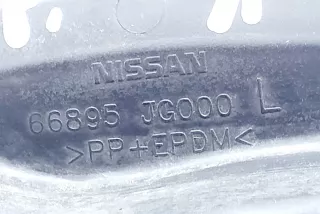 NISSAN
66895 JG000 L
>PP+EPDM<